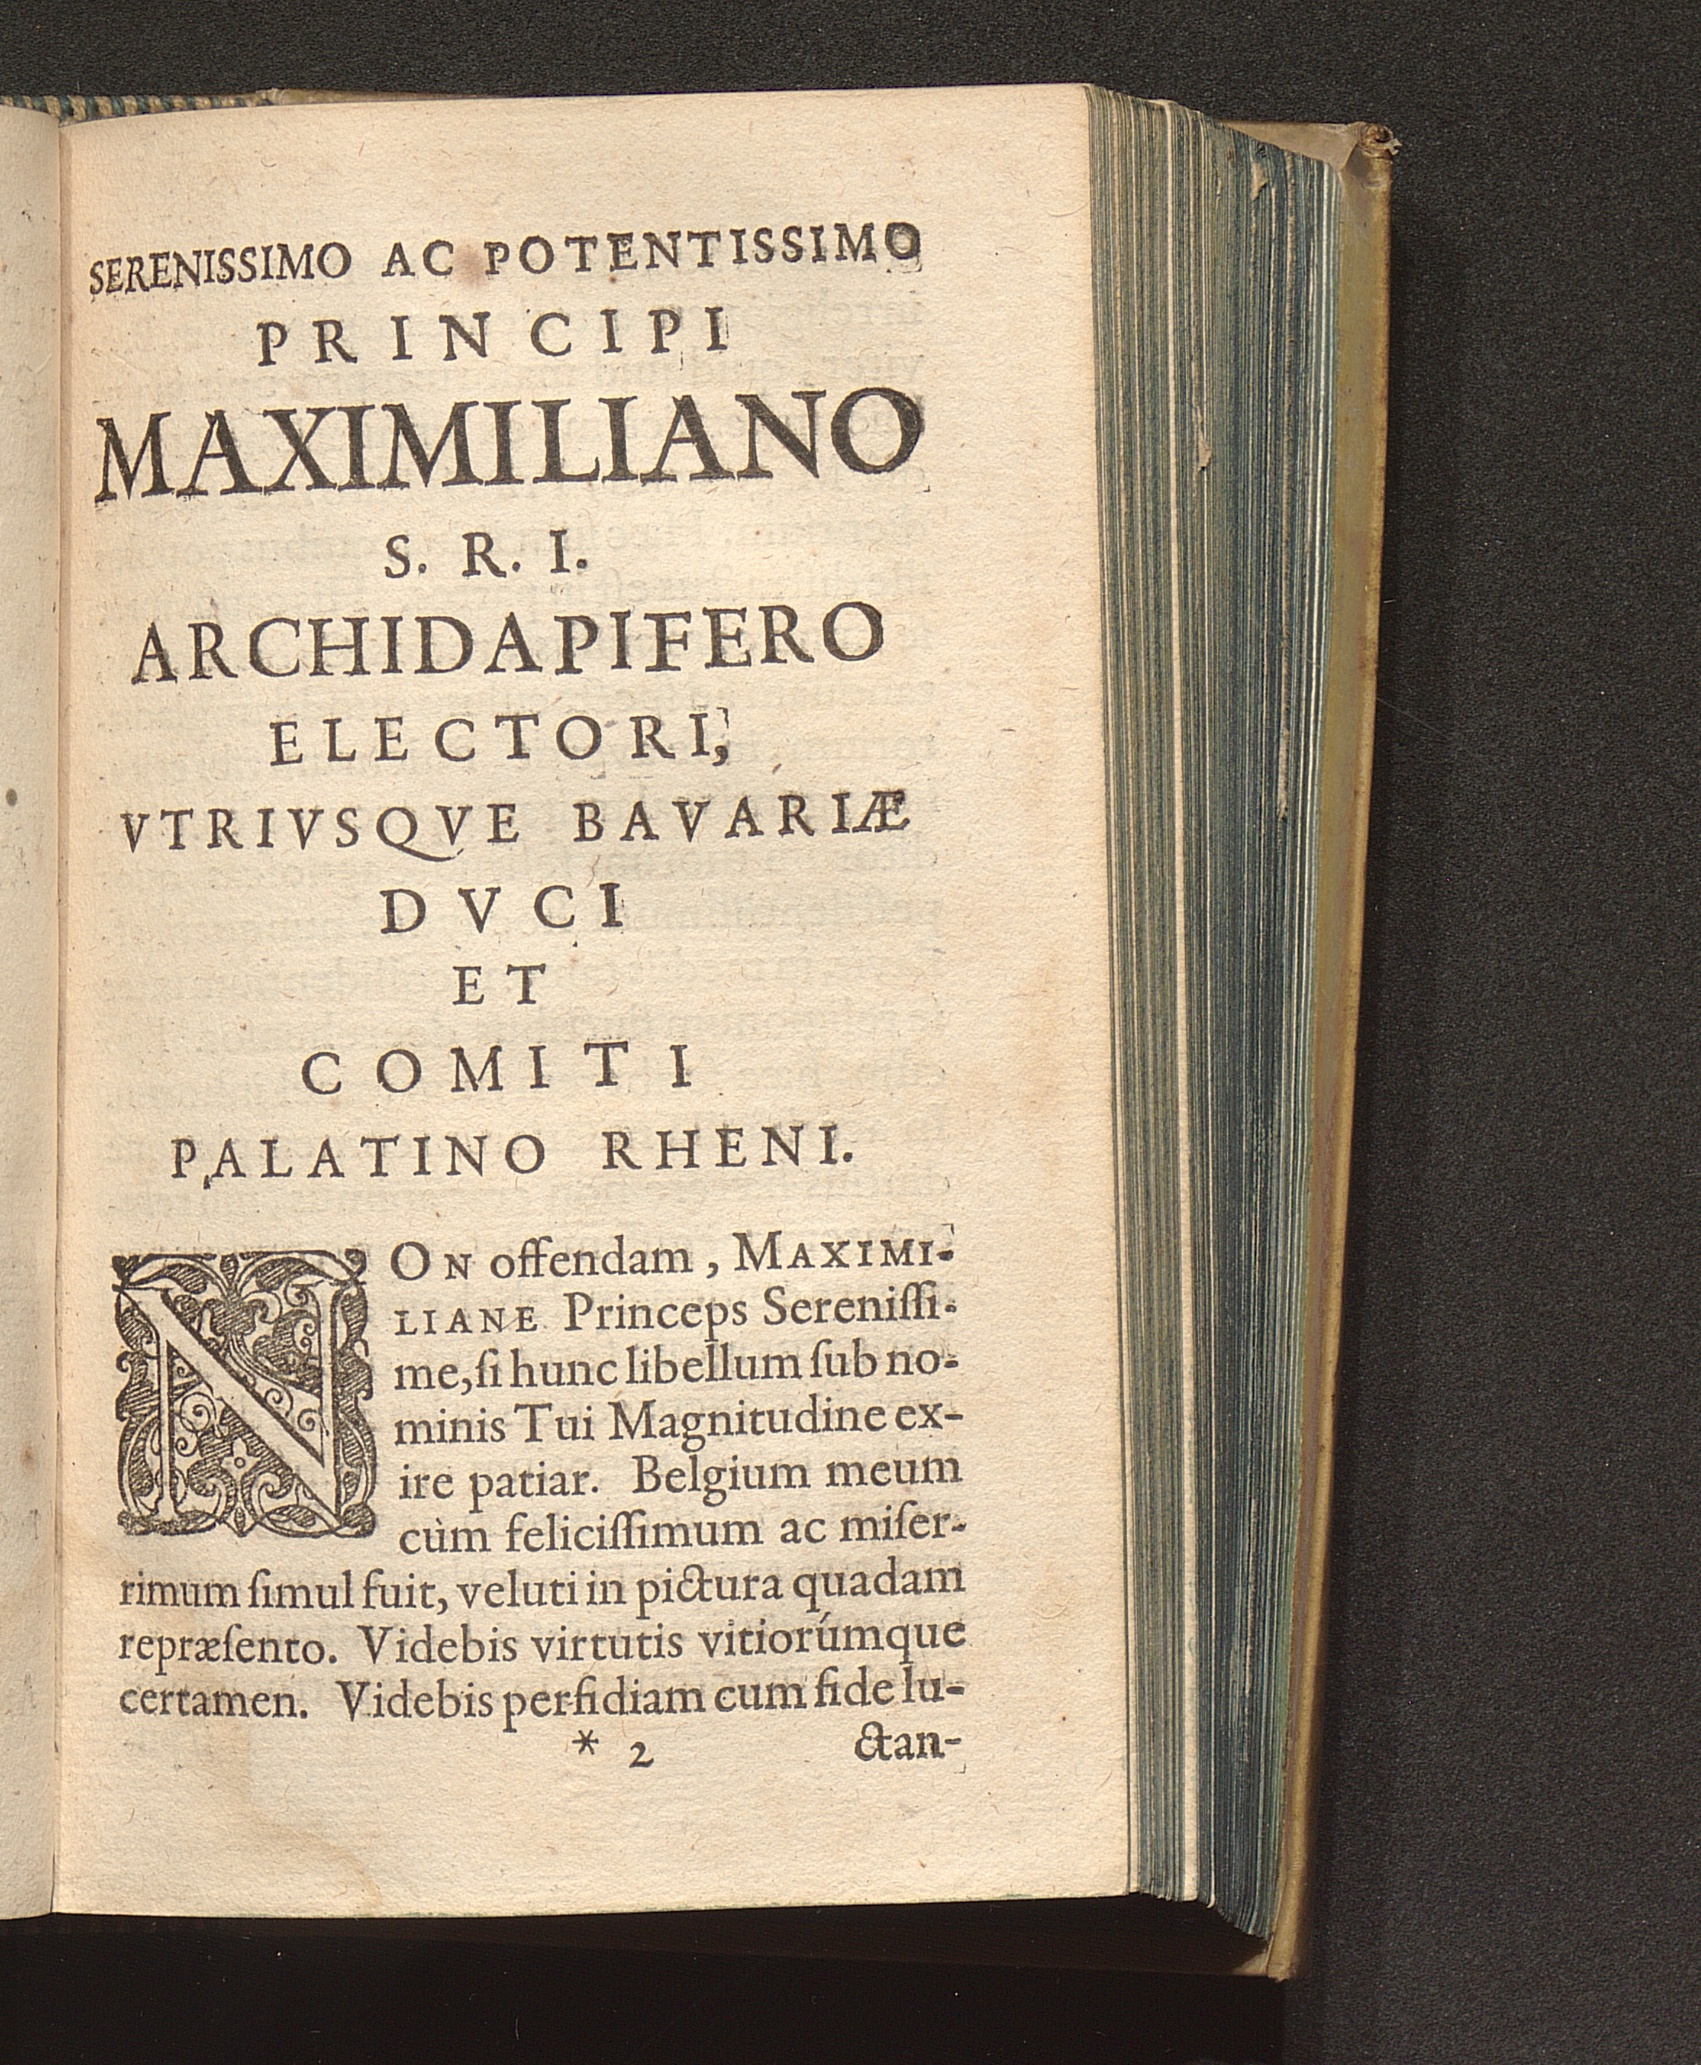 SERENISSIMO AC POTENTISSIMO
PRINCIPI
MAXIMILIANO
S. R. I.
ARCHIDAPIFERO
ELECTORI,
VTRIVSQVE BAVARIÆ
DVCI
ET
COMITI
PALATINO RHENI.
NON offendam, MAXIMI-
LIANE Princeps Sereniſſi-
me, ſi hunc libellum ſub no-
minis Tui Magnitudine ex-
ire patiar. Belgium meum
cùm feliciſſimum ac miſer-
rimum ſimul fuit, veluti in pictura quadam
repræſento. Videbis virtutis vitiorúmque
certamen. Videbis perfidiam cum fide lu-
* 2 ctan-